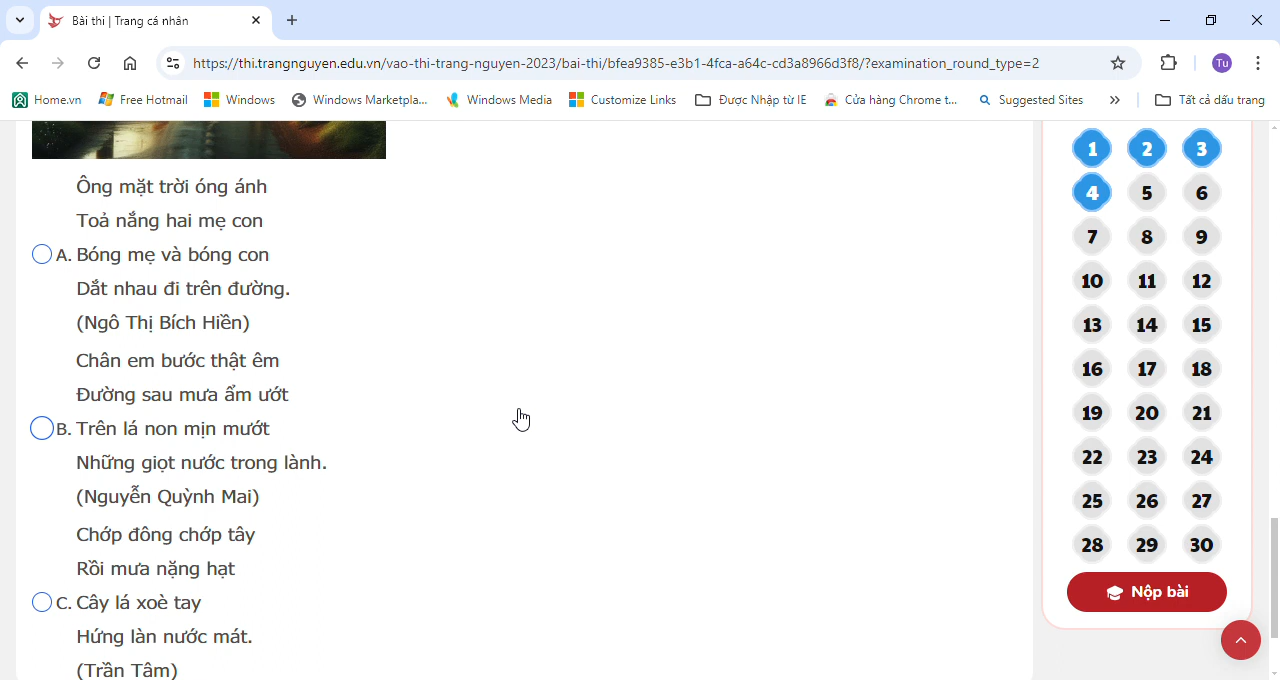 Bài thi | Trang cá nhân
https://thi.trangnguyen.edu.vn/vao-thi-trang-nguyen-2023/bai-thi/bfea9385-e3b1-4fca-a64c-cd3a8966d3f8/?examination_round_type=2
Tu
Home.vn Free Hotmail Windows Windows Marketpla... Windows Media Customize Links Được Nhập từ IE Cửa hàng Chrome t... Suggested Sites Tất cả dấu trang
Ông mặt trời óng ánh
Toả nắng hai mẹ con
A. Bóng mẹ và bóng con
Dắt nhau đi trên đường.
(Ngô Thị Bích Hiền)
Chân em bước thật êm
Đường sau mưa ẩm ướt
B. Trên lá non mịn mướt
Những giọt nước trong lành.
(Nguyễn Quỳnh Mai)
Chớp đông chớp tây
Rồi mưa nặng hạt
C. Cây lá xoè tay
Hứng làn nước mát.
(Trần Tâm)
1 2 3
4 5 6
7 8 9
10 11 12
13 14 15
16 17 18
19 20 21
22 23 24
25 26 27
28 29 30
Nộp bài